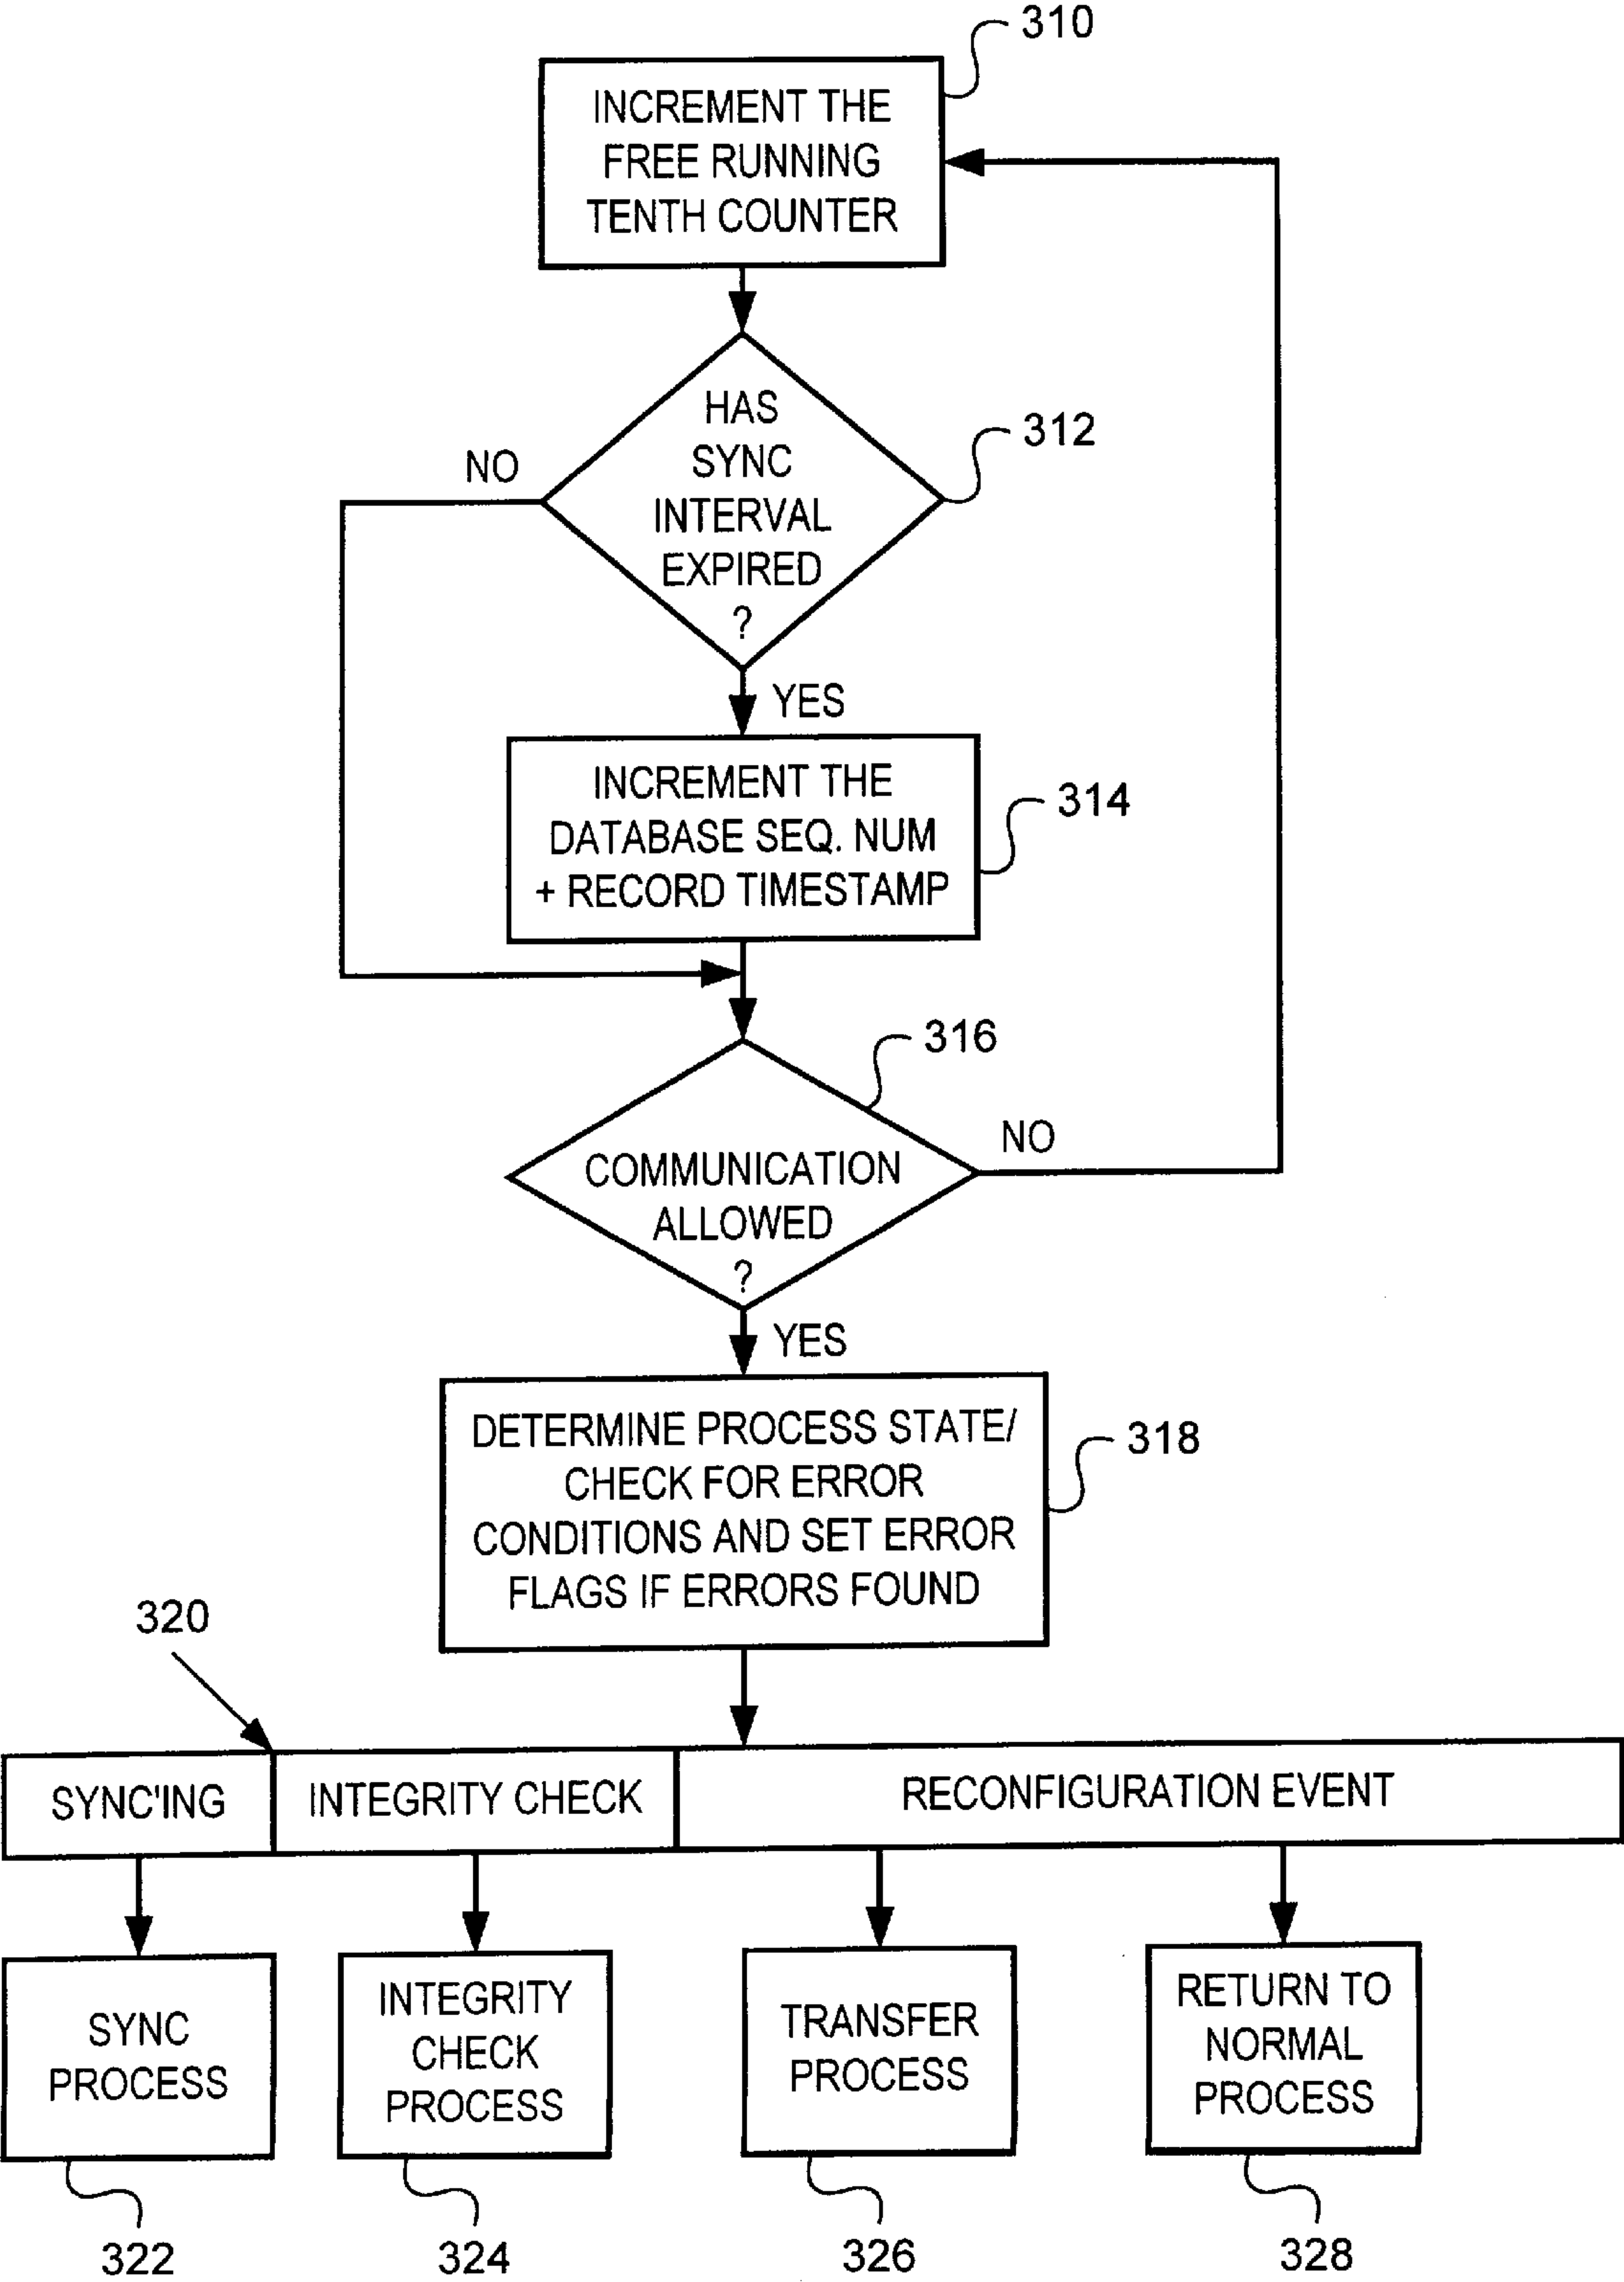 310
INCREMENT THE
FREE RUNNING
TENTH COUNTER
HAS
SYNC
INTERVAL
EXPIRED
?
312
NO
YES
INCREMENT THE
DATABASE SEQ. NUM
+ RECORD TIMESTAMP
314
316
COMMUNICATION
ALLOWED
?
NO
YES
DETERMINE PROCESS STATE/
CHECK FOR ERROR
CONDITIONS AND SET ERROR
FLAGS IF ERRORS FOUND
318
320
SYNC'ING
INTEGRITY CHECK
RECONFIGURATION EVENT
SYNC
PROCESS
INTEGRITY
CHECK
PROCESS
TRANSFER
PROCESS
RETURN TO
NORMAL
PROCESS
322
324
326
328